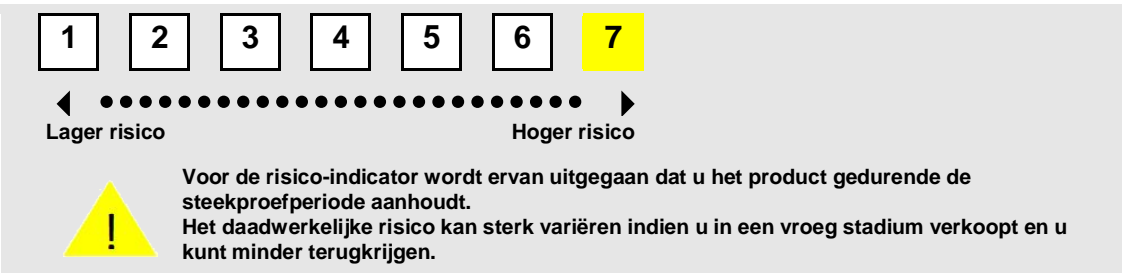 1 2 3 4 5 6 7
Lager risico Hoger risico
!
Voor de risico-indicator wordt ervan uitgegaan dat u het product gedurende de
steekproefperiode aanhoudt.
Het daadwerkelijke risico kan sterk variëren indien u in een vroeg stadium verkoopt en u
kunt minder terugkrijgen.